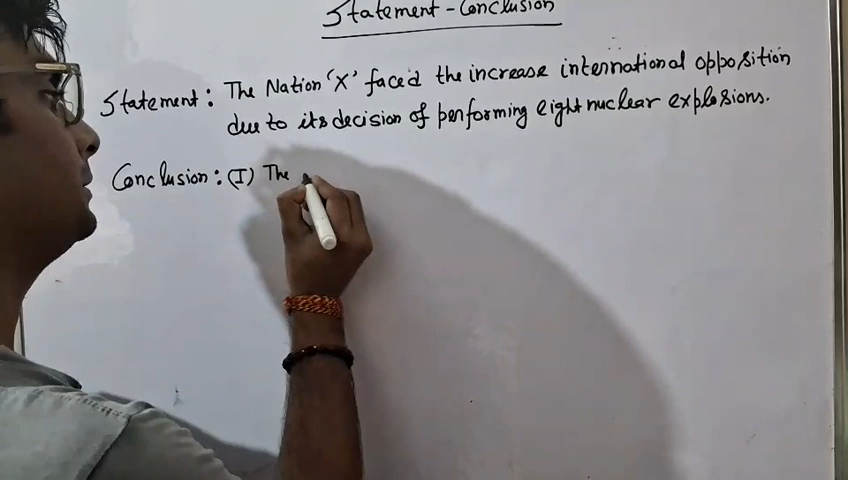 Statement - Conclusion
Statement: The Nation 'X' faced the increase international opposition
due to its decision of performing eight nuclear explosions.
Conclusion: (I) The